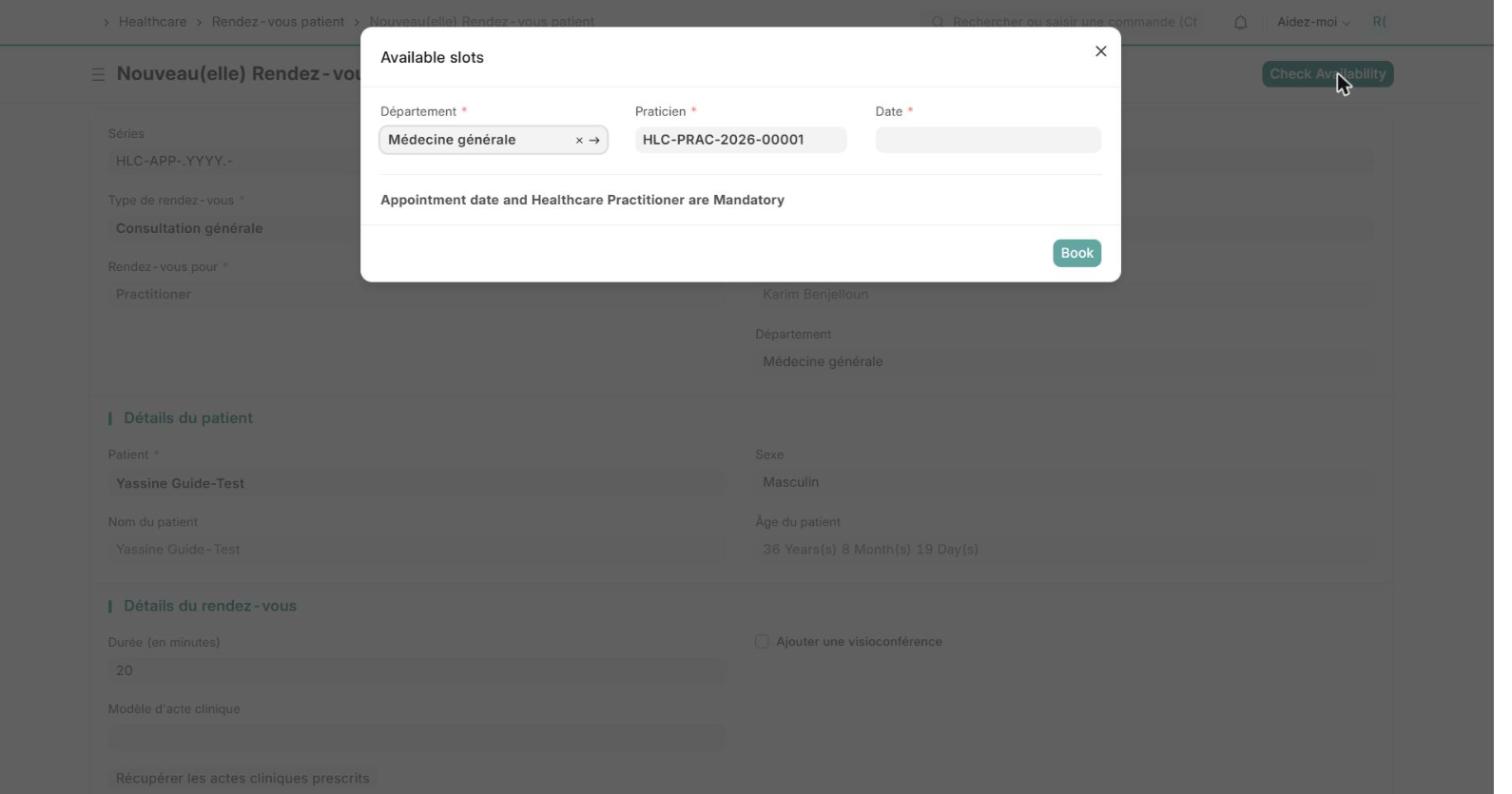 Healthcare > Rendez-vous patient > Nouveau(elle) Rendez-vous patient
Rechercher ou saisir une commande (Ct
Aidez-moi
R(
Nouveau(elle) Rendez-vou
Check Availability
Available slots
Département *
Praticien *
Date *
Médecine générale
HLC-PRAC-2026-00001
Appointment date and Healthcare Practitioner are Mandatory
Book
Séries
HLC-APP-.YYYY.-
Type de rendez-vous *
Consultation générale
Rendez-vous pour *
Practitioner
Karim Benjelloun
Département
Médecine générale
Détails du patient
Patient *
Sexe
Yassine Guide-Test
Masculin
Nom du patient
Âge du patient
Yassine Guide-Test
36 Years(s) 8 Month(s) 19 Day(s)
Détails du rendez-vous
Durée (en minutes)
Ajouter une visioconférence
20
Modèle d'acte clinique
Récupérer les actes cliniques prescrits